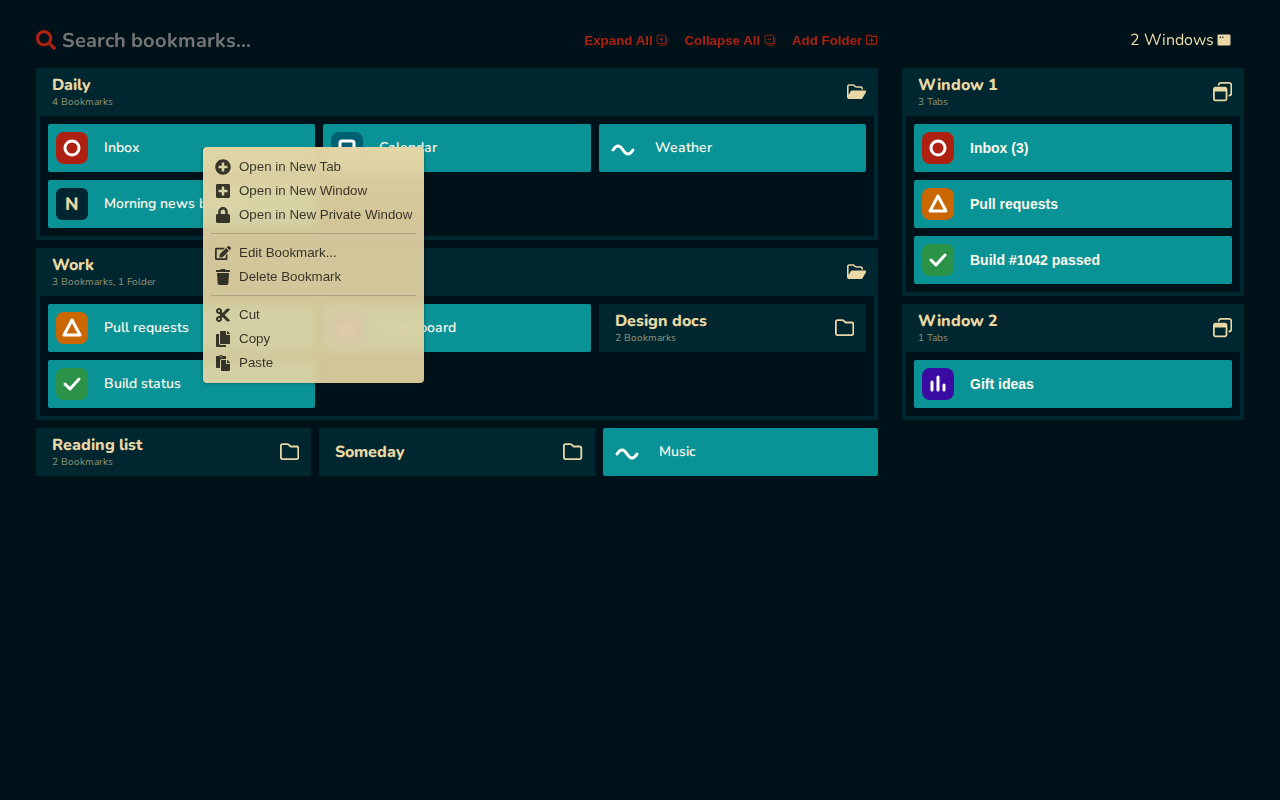 Search bookmarks...
Expand All
Collapse All
Add Folder
2 Windows
Daily
4 Bookmarks
Inbox
Calendar
Weather
N
Morning news
Open in New Tab
Open in New Window
Open in New Private Window
Edit Bookmark...
Delete Bookmark
Cut
Copy
Paste
Work
3 Bookmarks, 1 Folder
Pull requests
Design docs
2 Bookmarks
Build status
Reading list
2 Bookmarks
Someday
Music
Window 1
3 Tabs
Inbox (3)
Pull requests
Build #1042 passed
Window 2
1 Tabs
Gift ideas